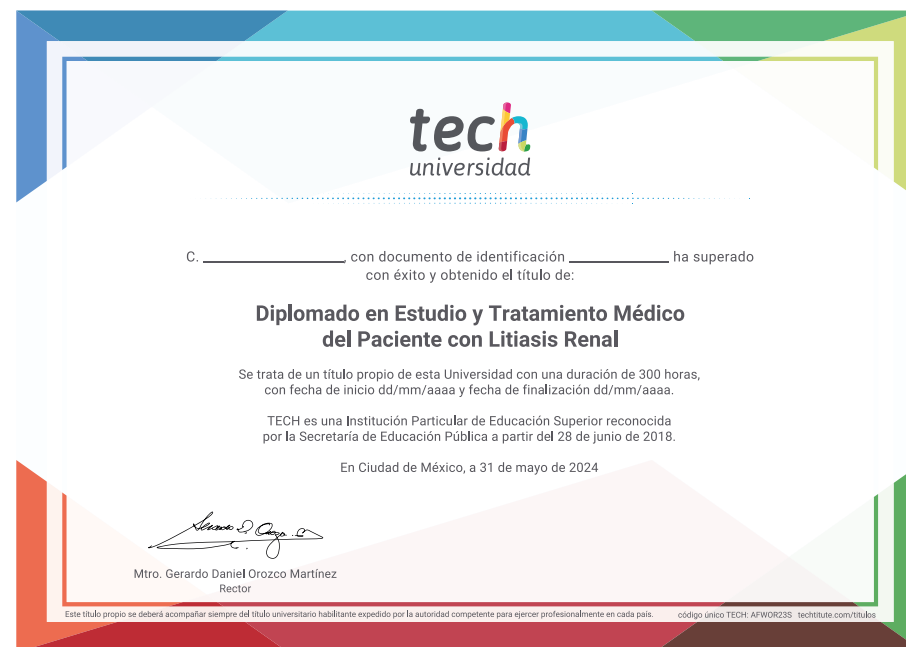 tech
universidad
C. ____________, con documento de identificación ____________ ha superado
con éxito y obtenido el título de:
Diplomado en Estudio y Tratamiento Médico
del Paciente con Litiasis Renal
Se trata de un título propio de esta Universidad con una duración de 300 horas,
con fecha de inicio dd/mm/aaaa y fecha de finalización dd/mm/aaaa.
TECH es una Institución Particular de Educación Superior reconocida
por la Secretaría de Educación Pública a partir del 28 de junio de 2018.
En Ciudad de México, a 31 de mayo de 2024
Mtro. Gerardo Daniel Orozco Martínez
Rector
Este título propio se deberá acompañar siempre del título universitario habilitante expedido por la autoridad competente para ejercer profesionalmente en cada país. código único TECH: AFWOR23S techtitute.com/titulos